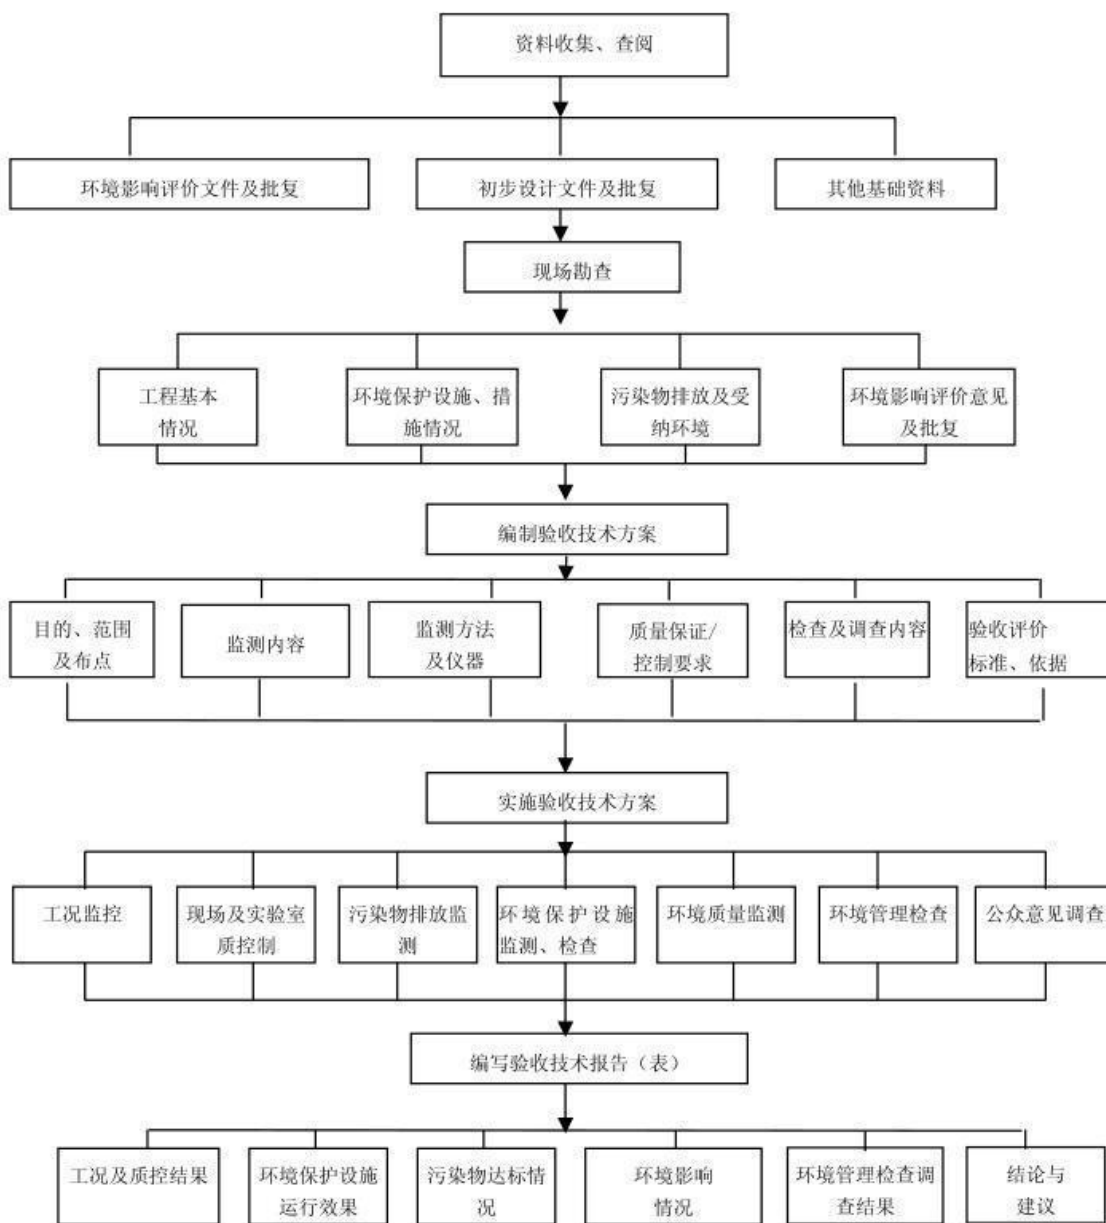 资料收集、查阅
环境影响评价文件及批复
初步设计文件及批复
其他基础资料
现场勘查
工程基本
情况
环境保护设施、措
施情况
污染物排放及受
纳环境
环境影响评价意见
及批复
编制验收技术方案
目的、范围
及布点
监测内容
监测方法
及仪器
质量保证/
控制要求
检查及调查内容
验收评价
标准、依据
实施验收技术方案
工况监控
现场及实验室
质控制
污染物排放监
测
环境保护设施
监测、检查
环境质量监测
环境管理检查
公众意见调查
编写验收技术报告（表）
工况及质控结果
环境保护设施
运行效果
污染物达标情
况
环境影响
情况
环境管理检查调
查结果
结论与
建议